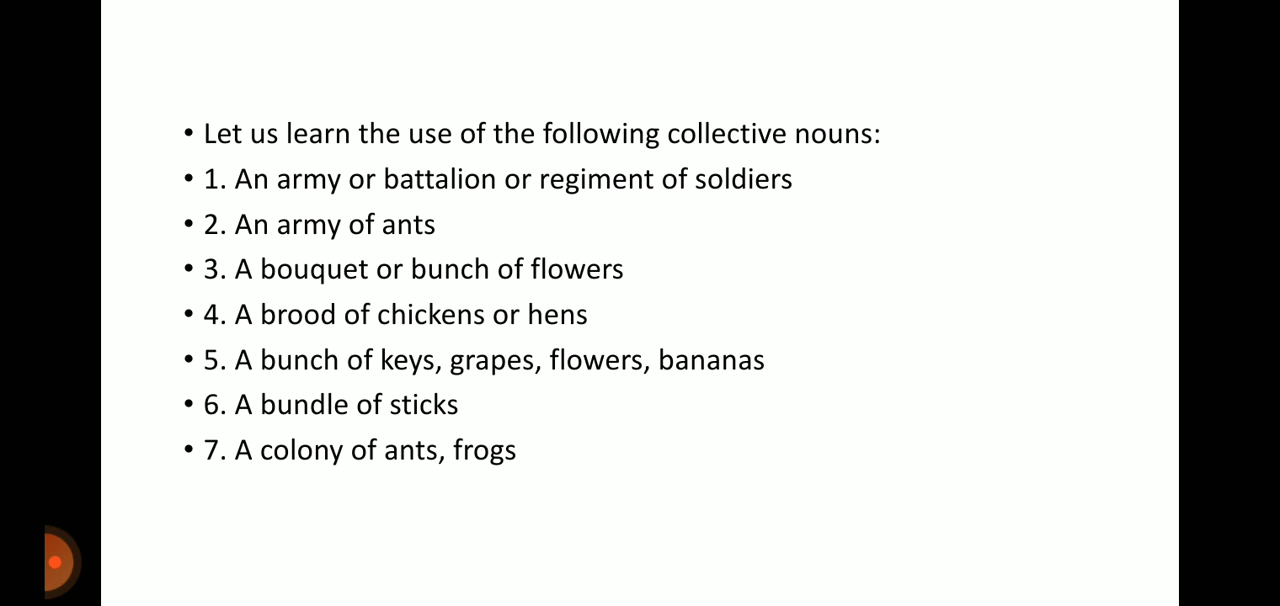 • Let us learn the use of the following collective nouns:
• 1. An army or battalion or regiment of soldiers
• 2. An army of ants
• 3. A bouquet or bunch of flowers
• 4. A brood of chickens or hens
• 5. A bunch of keys, grapes, flowers, bananas
• 6. A bundle of sticks
• 7. A colony of ants, frogs